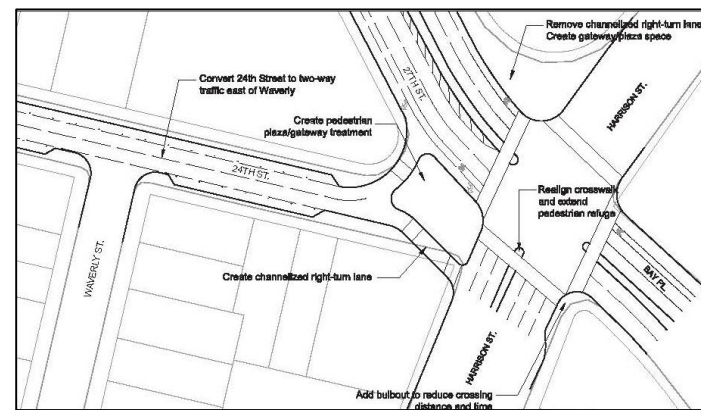 Remove channelized right-turn lane
Create gateway/plaza space
Convert 24th Street to two-way
traffic east of Waverly
27TH ST.
HARRISON ST.
Create pedestrian
plaza/gateway treatment
24TH ST.
Realign crosswalk
and extend
pedestrian refuge
WAVERLY ST.
Create channelized right-turn lane
BAY PL.
HARRISON ST.
Add bulbout to reduce crossing
distance and time